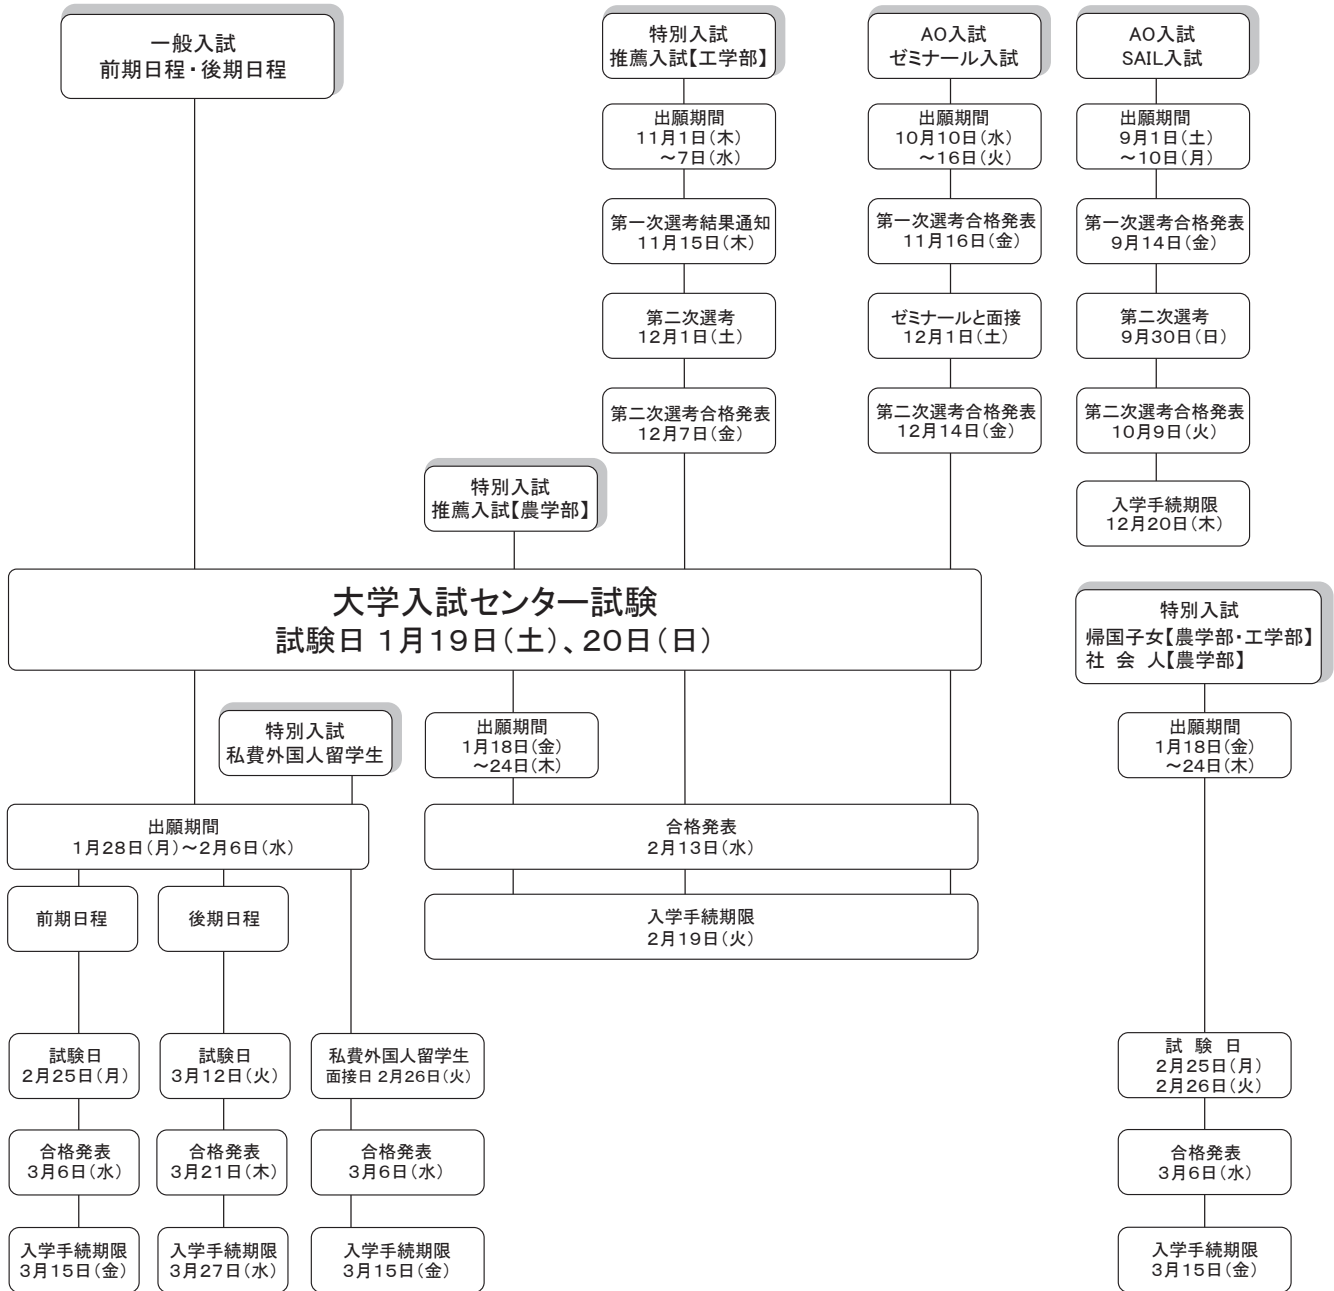 一般入試
前期日程・後期日程
特別入試
推薦入試【工学部】
AO入試
ゼミナール入試
AO入試
SAIL入試
出願期間
11月1日(木)
～7日(水)
出願期間
10月10日(水)
～16日(火)
出願期間
9月1日(土)
～10日(月)
第一次選考結果通知
11月15日(木)
第一次選考合格発表
11月16日(金)
第一次選考合格発表
9月14日(金)
第二次選考
12月1日(土)
ゼミナールと面接
12月1日(土)
第二次選考
9月30日(日)
第二次選考合格発表
12月7日(金)
第二次選考合格発表
12月14日(金)
第二次選考合格発表
10月9日(火)
特別入試
推薦入試【農学部】
入学手続期限
12月20日(木)
大学入試センター試験
試験日 1月19日(土)、20日(日)
特別入試
帰国子女【農学部・工学部】
社 会 人【農学部】
特別入試
私費外国人留学生
出願期間
1月18日(金)
～24日(木)
出願期間
1月18日(金)
～24日(木)
出願期間
1月28日(月)～2月6日(水)
合格発表
2月13日(水)
前期日程
後期日程
入学手続期限
2月19日(火)
試験日
2月25日(月)
試験日
3月12日(火)
私費外国人留学生
面接日 2月26日(火)
試 験 日
2月25日(月)
2月26日(火)
合格発表
3月6日(水)
合格発表
3月21日(木)
合格発表
3月6日(水)
合格発表
3月6日(水)
入学手続期限
3月15日(金)
入学手続期限
3月27日(水)
入学手続期限
3月15日(金)
入学手続期限
3月15日(金)